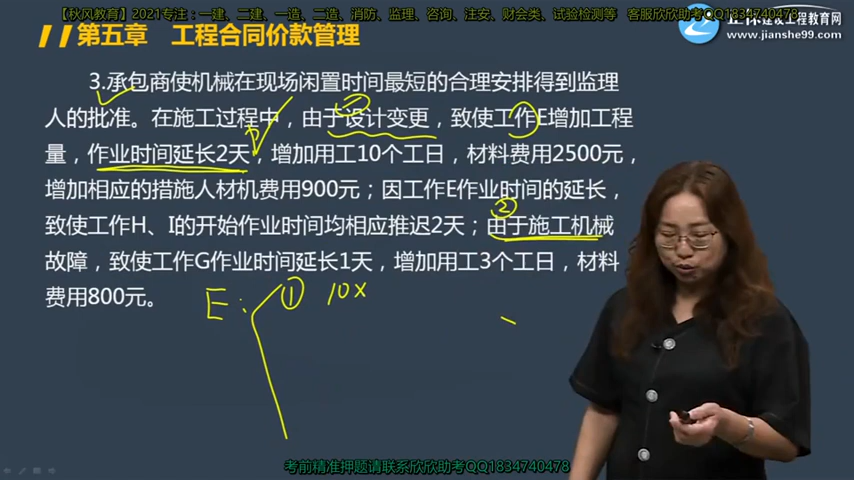 【秋风教育】2021专注：一建、二建、一造、二造、消防、监理、咨询、注安、财会类、试验检测等 客服欣欣助考QQ1834740478
建设工程教育网
www.jianshe99.com
第五章 工程合同价款管理
3.承包商使机械在现场闲置时间最短的合理安排得到监理
人的批准。在施工过程中，由于设计变更，致使工作E增加工程
量，作业时间延长2天，增加用工10个工日，材料费用2500元，
增加相应的措施人材机费用900元；因工作E作业时间的延长，
致使工作H、I的开始作业时间均相应推迟2天；由于施工机械
故障，致使工作G作业时间延长1天，增加用工3个工日，材料
费用800元。
E： ① 10x
考前精准押题请联系欣欣助考QQ1834740478